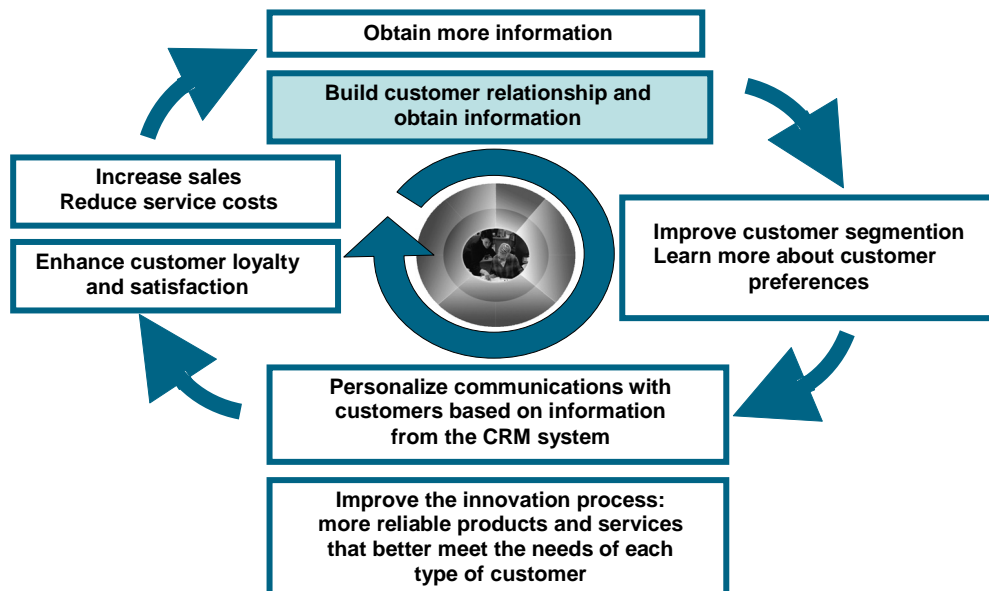 Obtain more information
Build customer relationship and
obtain information
Increase sales
Reduce service costs
Enhance customer loyalty
and satisfaction
Improve customer segmention
Learn more about customer
preferences
Personalize communications with
customers based on information
from the CRM system
Improve the innovation process:
more reliable products and services
that better meet the needs of each
type of customer